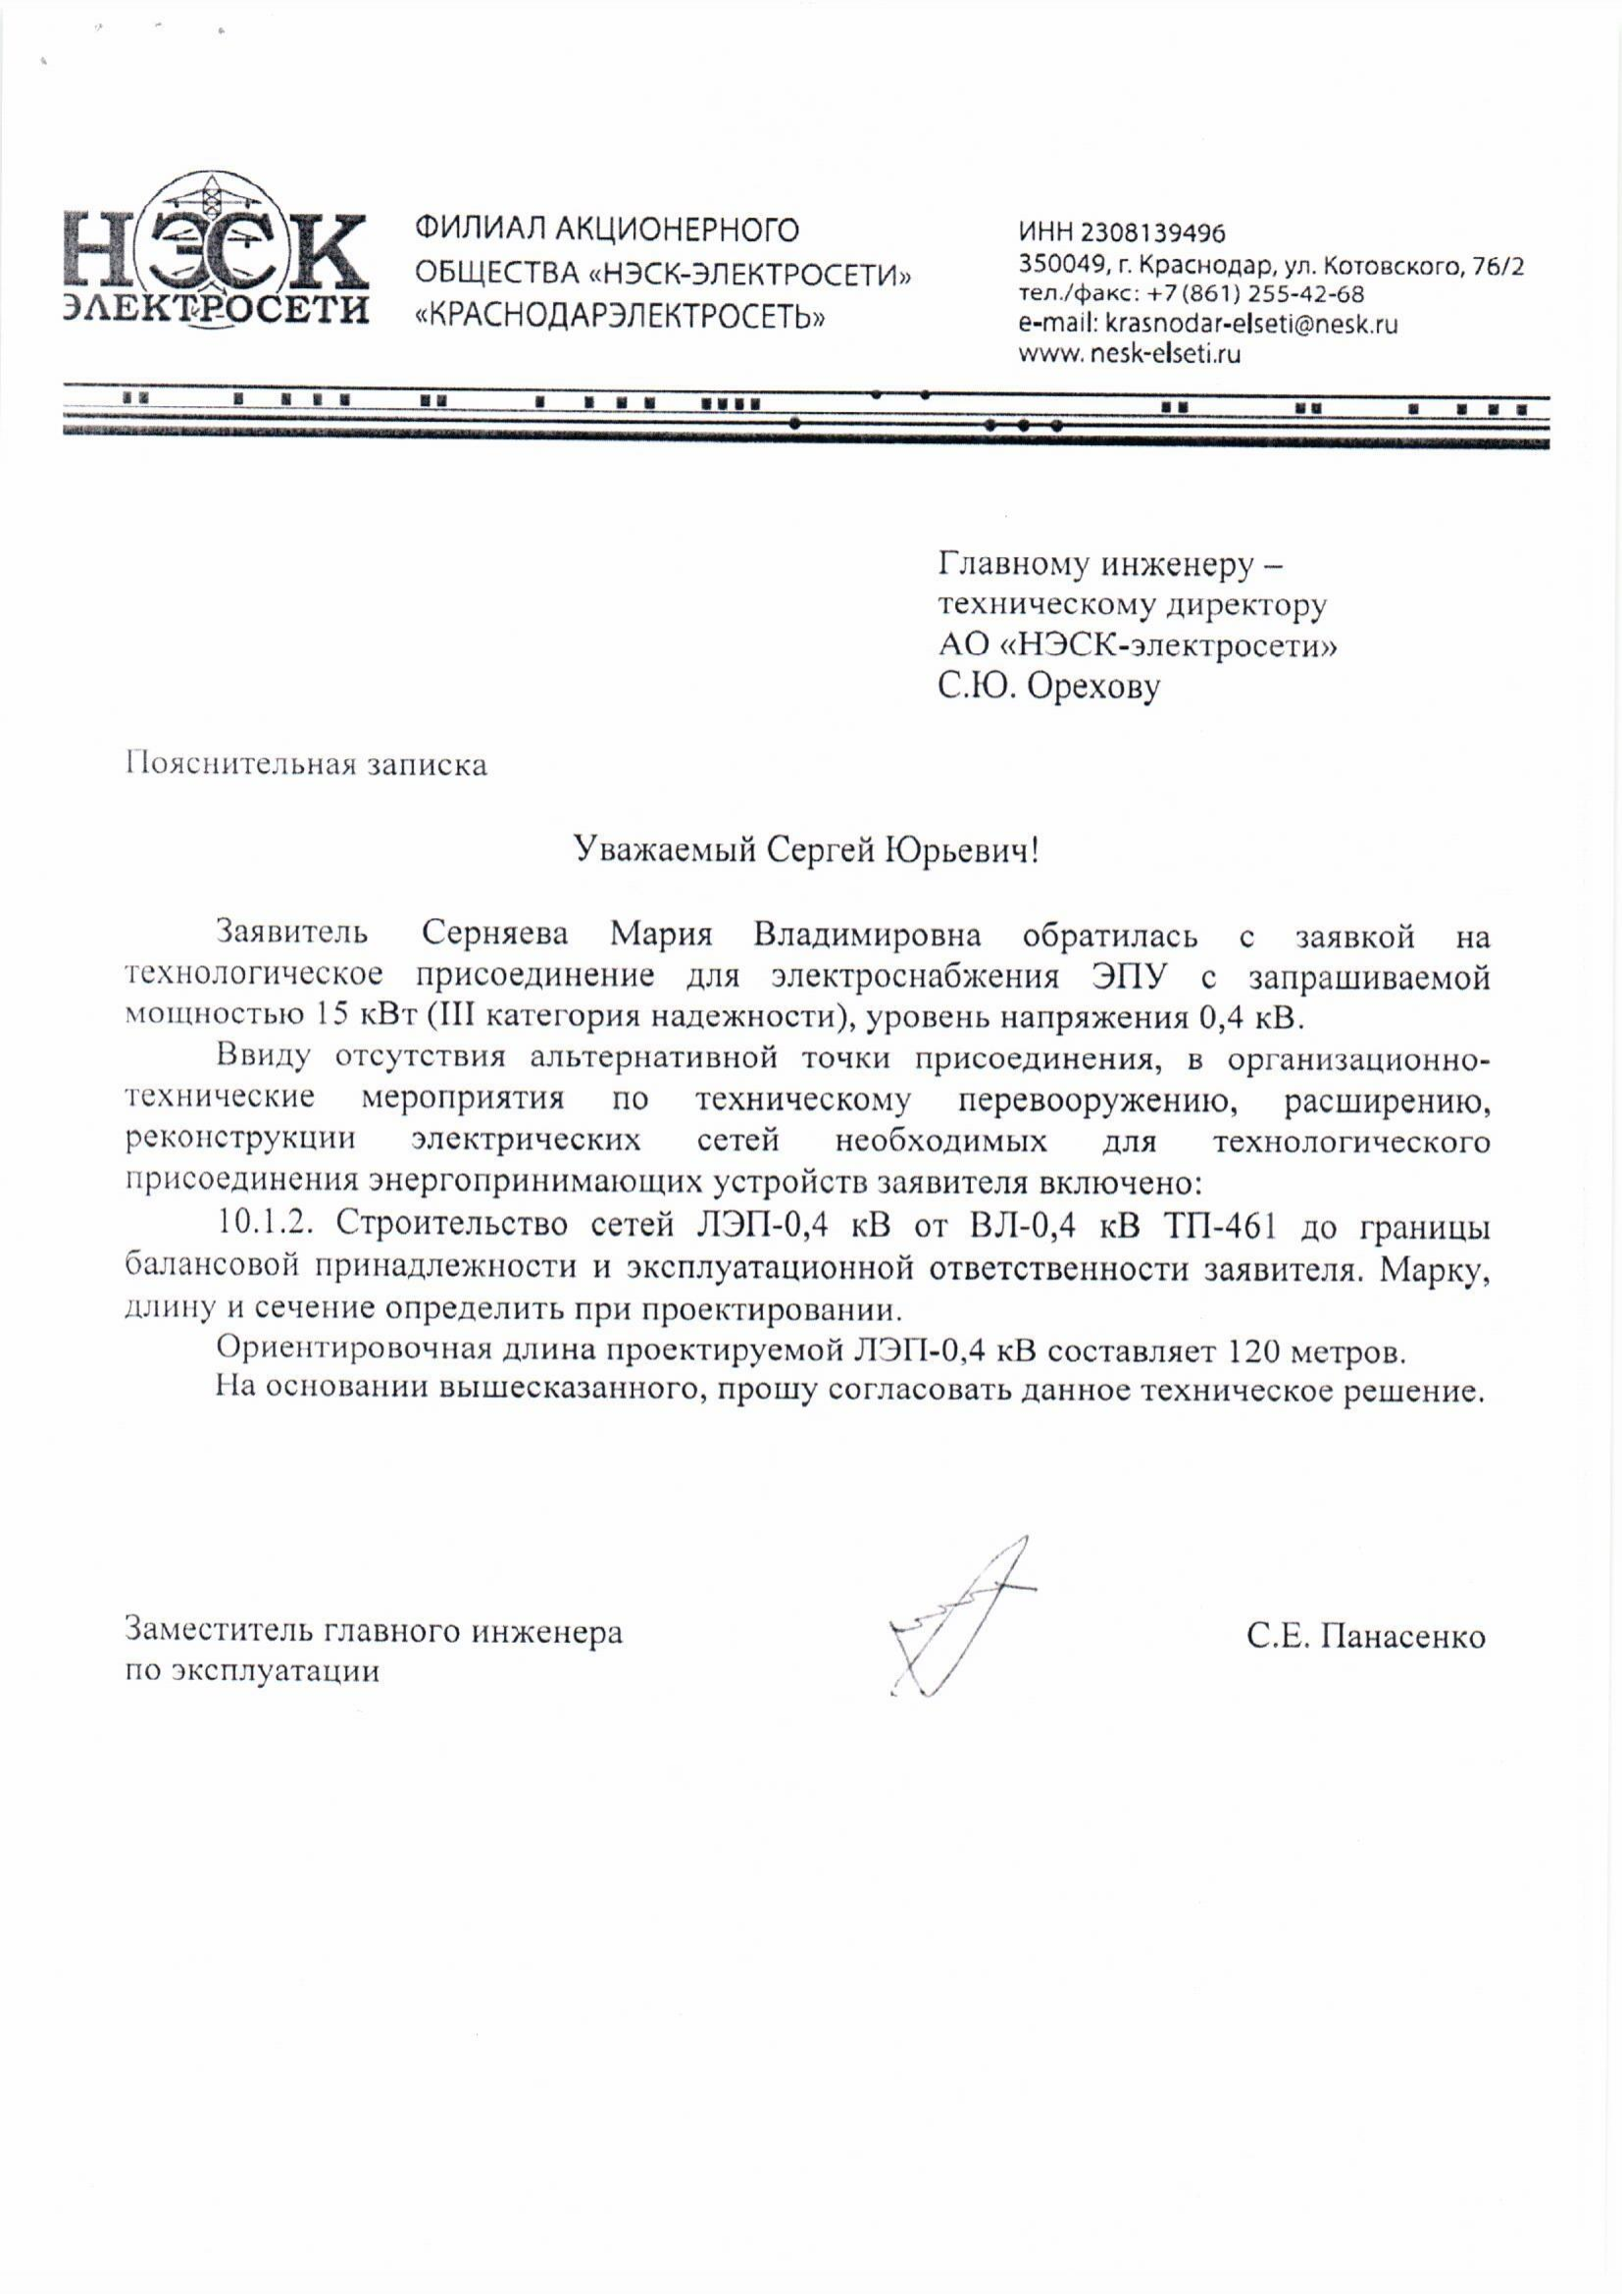 НЭСК
ЭЛЕКТРОСЕТИ
ФИЛИАЛ АКЦИОНЕРНОГО
ОБЩЕСТВА «НЭСК-ЭЛЕКТРОСЕТИ»
«КРАСНОДАРЭЛЕКТРОСЕТЬ»
ИНН 2308139496
350049, г. Краснодар, ул. Котовского, 76/2
тел./факс: +7 (861) 255-42-68
e-mail: krasnodar-elseti@nesk.ru
www. nesk-elseti.ru
Главному инженеру –
техническому директору
АО «НЭСК-электросети»
С.Ю. Орехову
Пояснительная записка
Уважаемый Сергей Юрьевич!
Заявитель Серняева Мария Владимировна обратилась с заявкой на
технологическое присоединение для электроснабжения ЭПУ с запрашиваемой
мощностью 15 кВт (III категория надежности), уровень напряжения 0,4 кВ.
Ввиду отсутствия альтернативной точки присоединения, в организационно-
технические мероприятия по техническому перевооружению, расширению,
реконструкции электрических сетей необходимых для технологического
присоединения энергопринимающих устройств заявителя включено:
10.1.2. Строительство сетей ЛЭП-0,4 кВ от ВЛ-0,4 кВ ТП-461 до границы
балансовой принадлежности и эксплуатационной ответственности заявителя. Марку,
длину и сечение определить при проектировании.
Ориентировочная длина проектируемой ЛЭП-0,4 кВ составляет 120 метров.
На основании вышесказанного, прошу согласовать данное техническое решение.
Заместитель главного инженера
по эксплуатации
С.Е. Панасенко